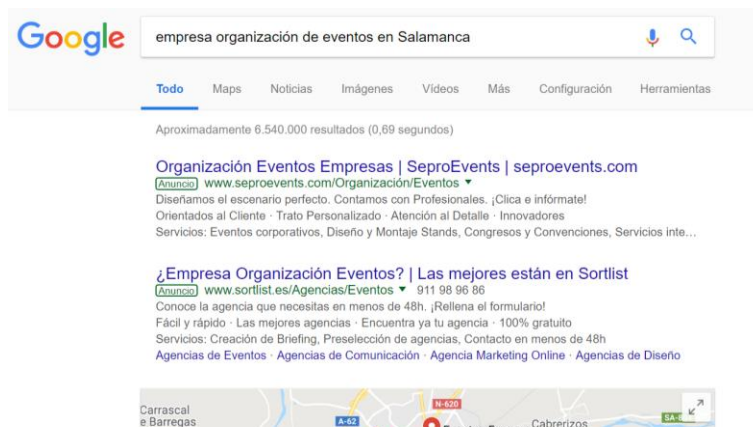 Google
empresa organización de eventos en Salamanca
Todo Maps Noticias Imágenes Vídeos Más Configuración Herramientas
Aproximadamente 6.540.000 resultados (0,69 segundos)
Organización Eventos Empresas | SeproEvents | seproevents.com
Anuncio www.seproevents.com/Organización/Eventos
Diseñamos el escenario perfecto. Contamos con Profesionales. ¡Clica e infórmate!
Orientados al Cliente · Trato Personalizado · Atención al Detalle · Innovadores
Servicios: Eventos corporativos, Diseño y Montaje Stands, Congresos y Convenciones, Servicios inte…
¿Empresa Organización Eventos? | Las mejores están en Sortlist
Anuncio www.sortlist.es/Agencias/Eventos 911 98 96 86
Conoce la agencia que necesitas en menos de 48h. ¡Rellena el formulario!
Fácil y rápido · Las mejores agencias · Encuentra ya tu agencia · 100% gratuito
Servicios: Creación de Briefing, Preselección de agencias, Contacto en menos de 48h
Agencias de Eventos · Agencias de Comunicación · Agencia Marketing Online · Agencias de Diseño
N-620
Carrascal
e Barregas
A-62
Cabrerizos